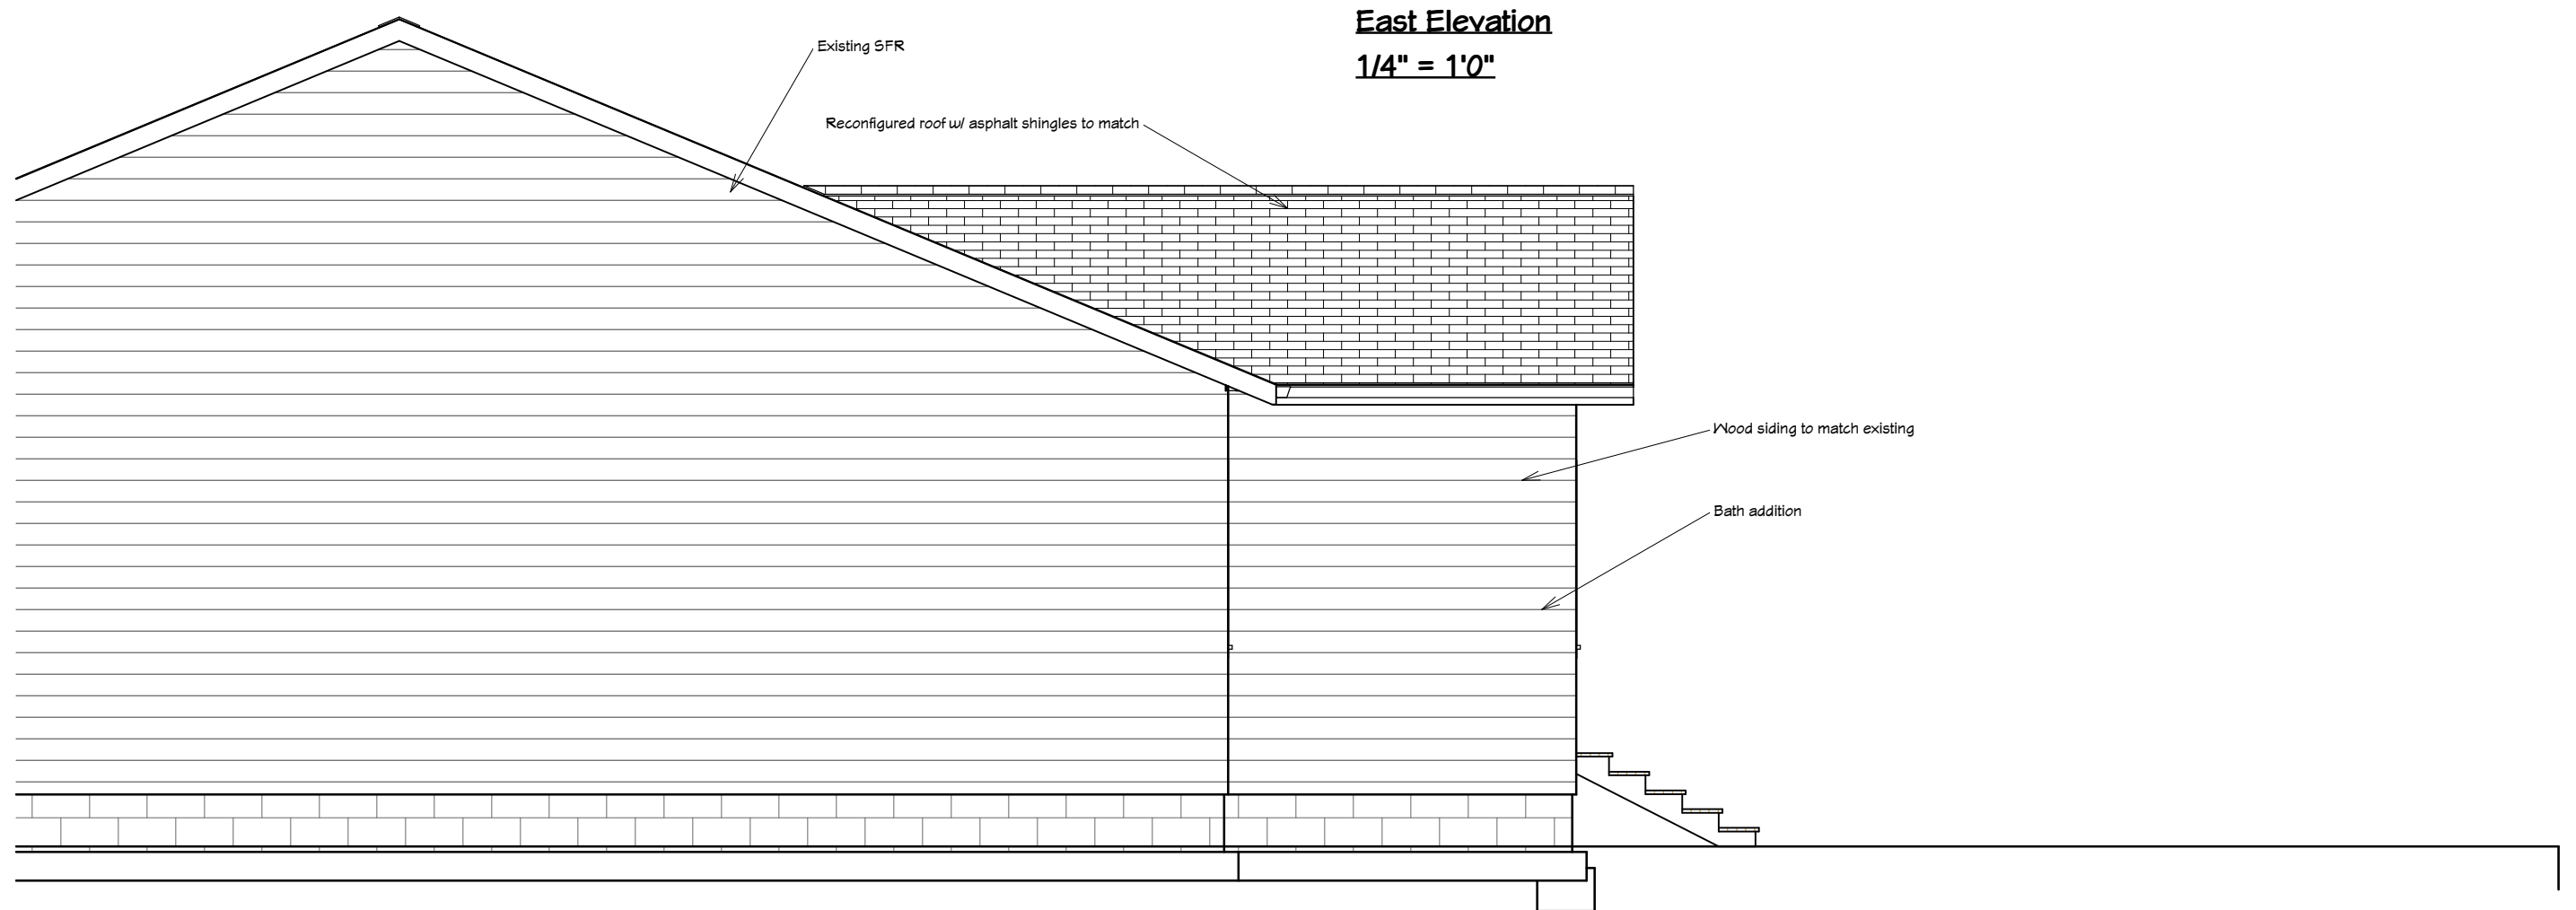 East Elevation
1/4" = 1'0"
Existing SFR
Reconfigured roof w/ asphalt shingles to match
Wood siding to match existing
Bath addition